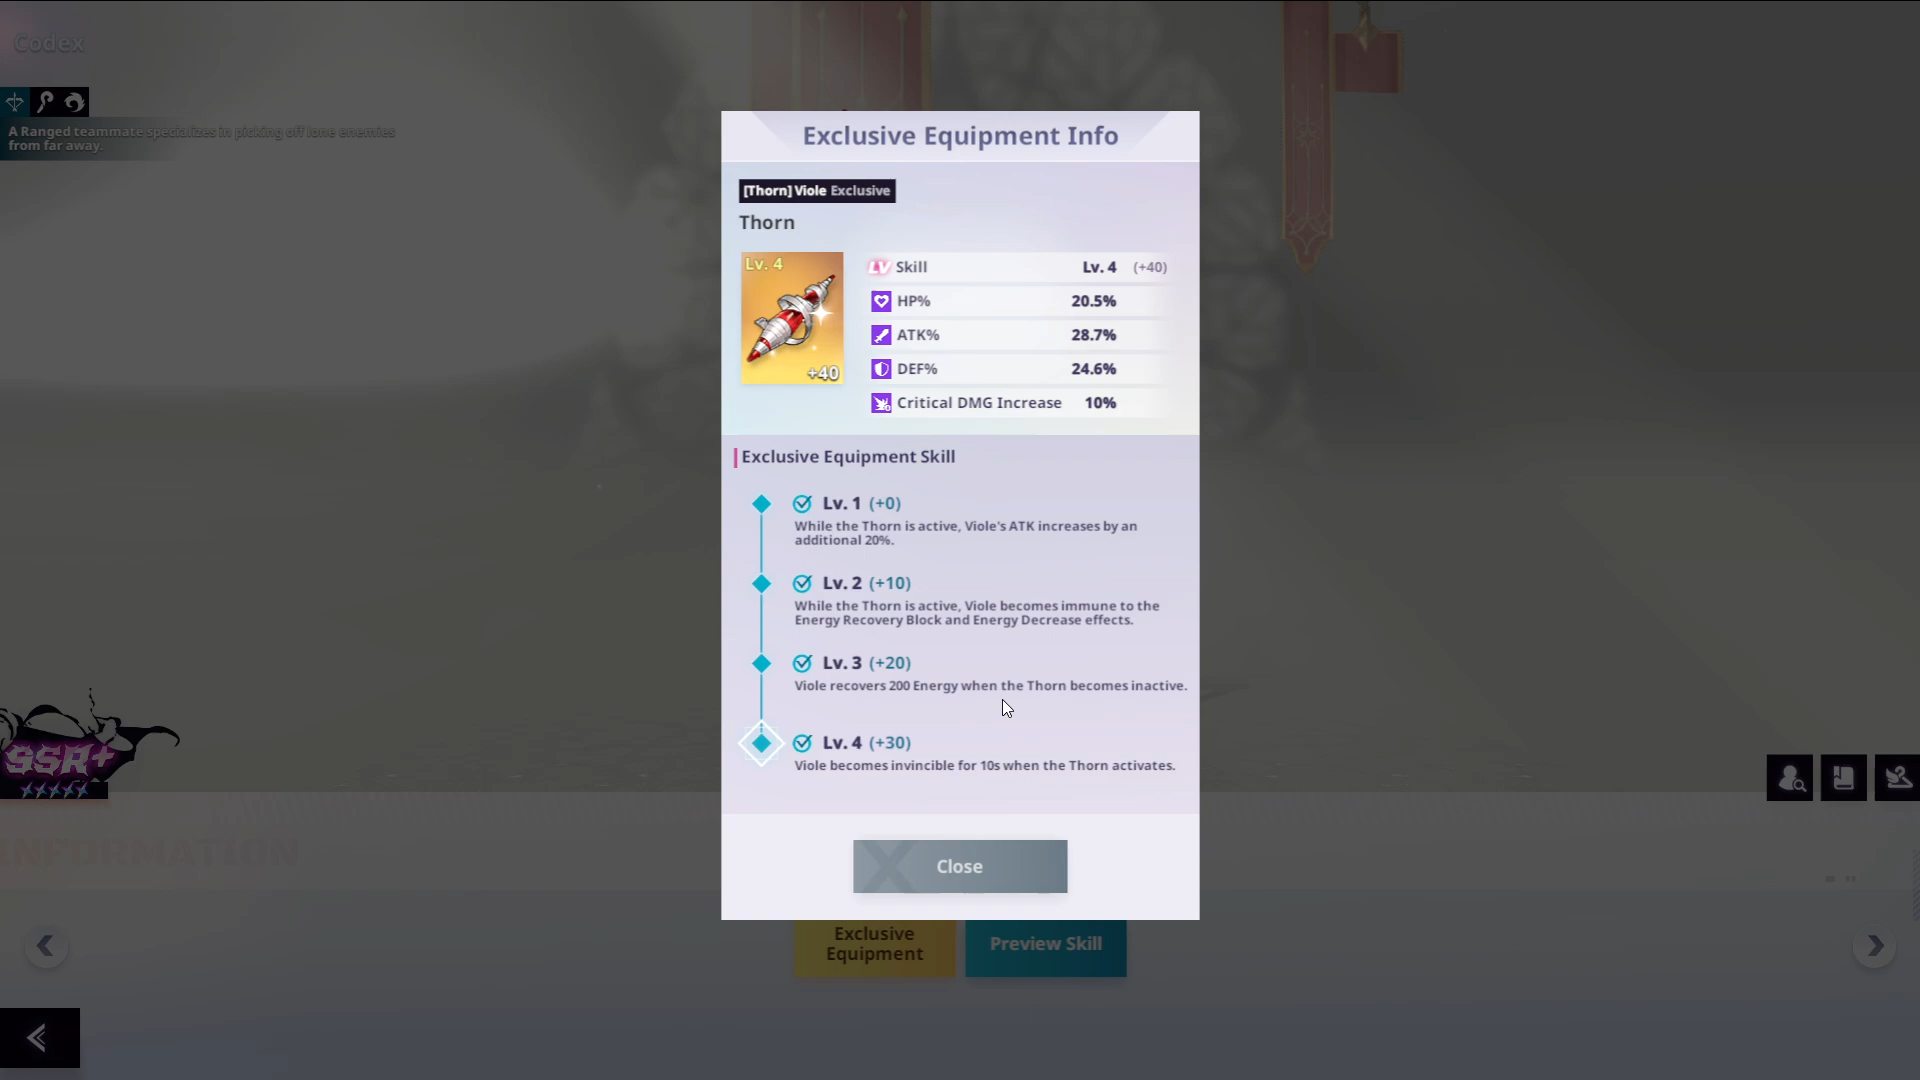 Codex
A Ranged teammate specializes in picking off lone enemies
from far away.
Exclusive Equipment Info
[Thorn] Viole Exclusive
Thorn
Lv. 4
+40
LV Skill Lv. 4 (+40)
HP% 20.5%
ATK% 28.7%
DEF% 24.6%
Critical DMG Increase 10%
Exclusive Equipment Skill
Lv. 1 (+0)
While the Thorn is active, Viole's ATK increases by an
additional 20%.
Lv. 2 (+10)
While the Thorn is active, Viole becomes immune to the
Energy Recovery Block and Energy Decrease effects.
Lv. 3 (+20)
Viole recovers 200 Energy when the Thorn becomes inactive.
Lv. 4 (+30)
Viole becomes invincible for 10s when the Thorn activates.
SSR+
INFORMATION
Close
Exclusive
Equipment
Preview Skill